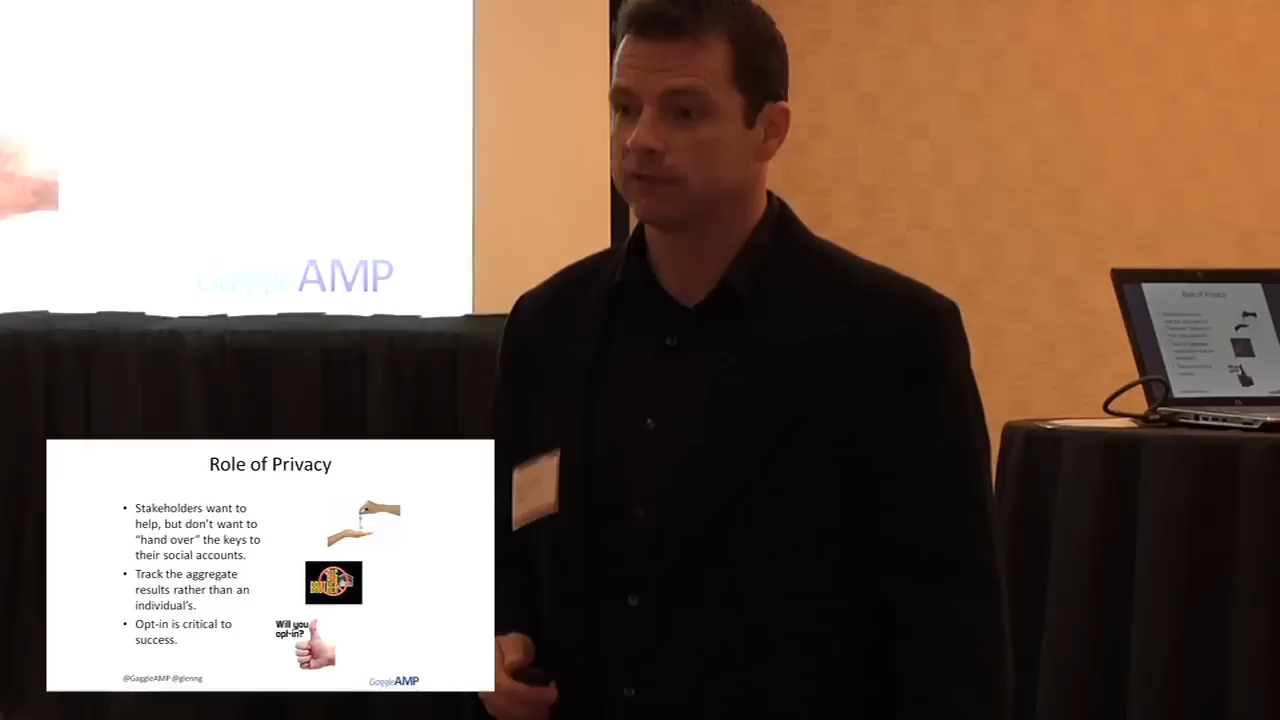 GaggleAMP
Role of Privacy
• Stakeholders want to
help, but don't want to
"hand over" the keys to
their social accounts.
• Track the aggregate
results rather than an
individual's.
• Opt-in is critical to
success.
BIG
BROTHER
Will you
opt-in?
@GaggleAMP @glenng
GaggleAMP
Role of Privacy